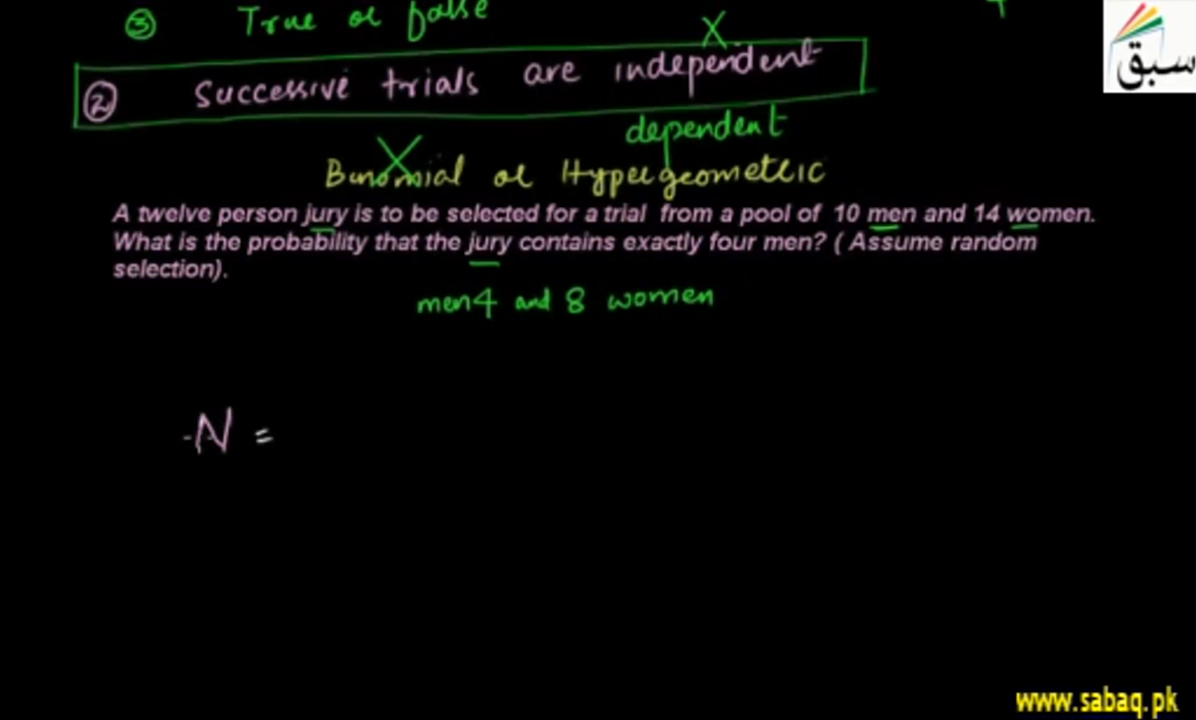 ③ True or false
X
② Successive trials are independent
dependent
Binomial or Hypergeometric
A twelve person jury is to be selected for a trial from a pool of 10 men and 14 women.
What is the probability that the jury contains exactly four men? ( Assume random
selection).
men 4 and 8 women
N =
سبق
www.sabaq.pk